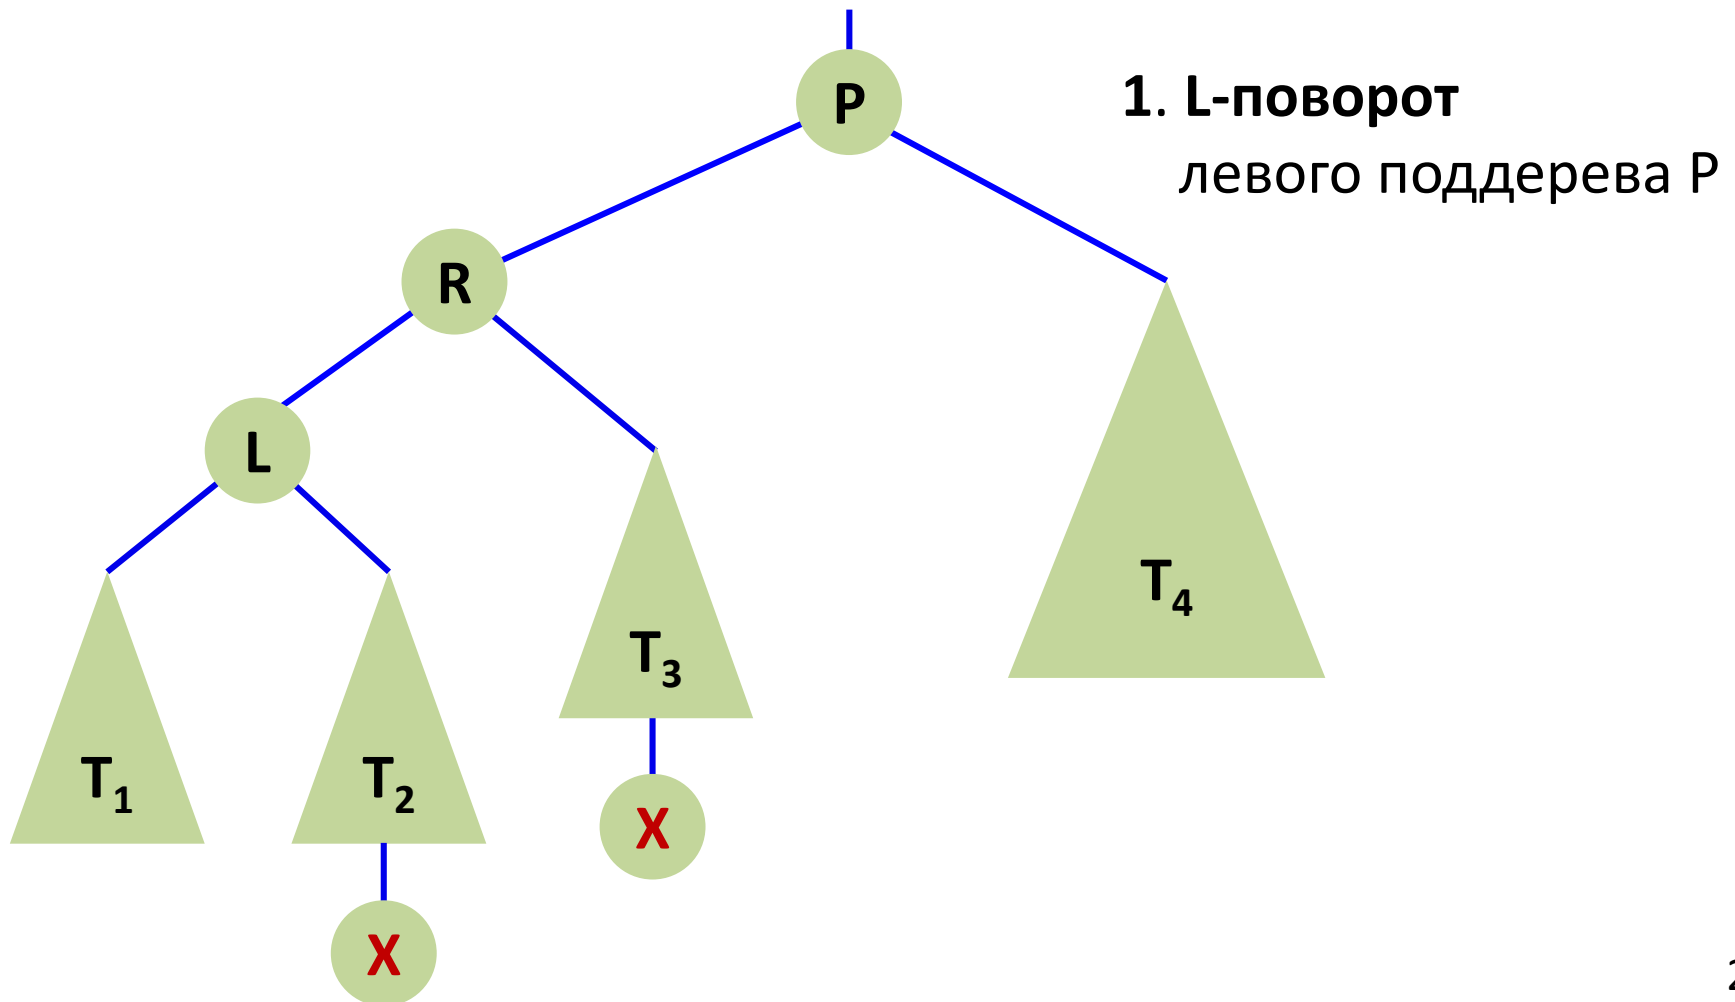 P
1. L-поворот
левого поддерева P
R
L
T3
T4
T1
T2
X
X